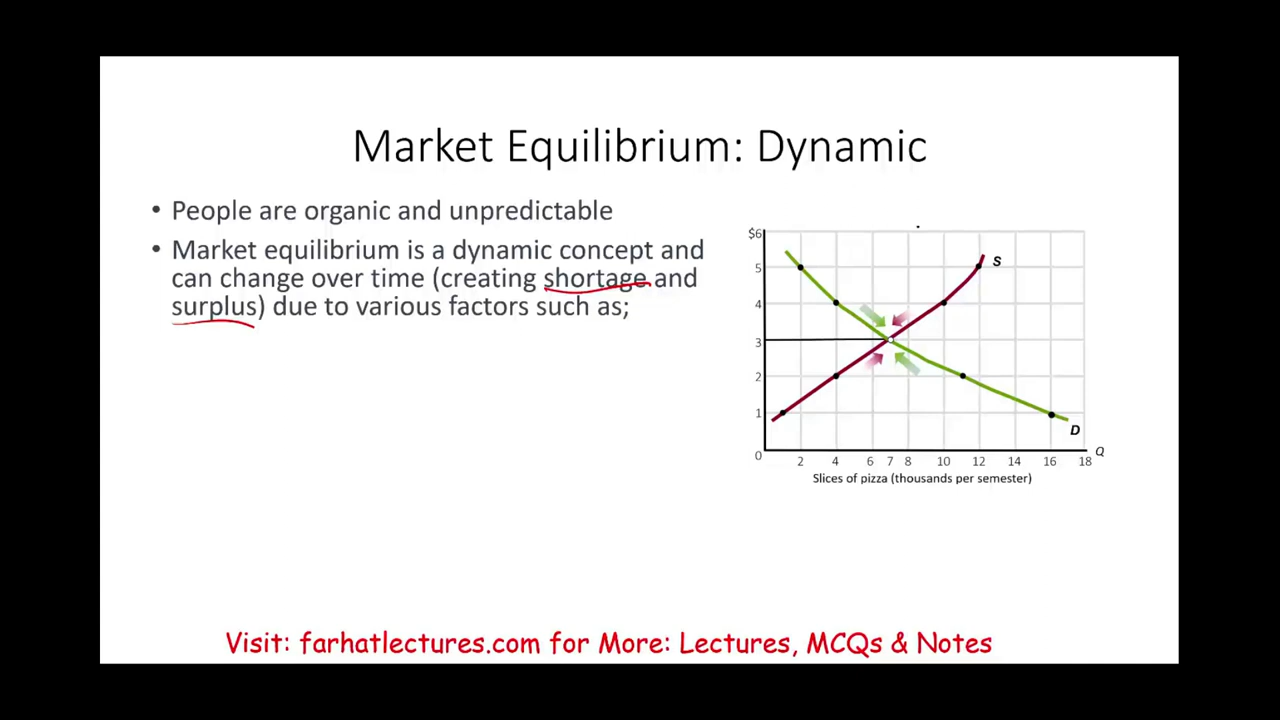 Market Equilibrium: Dynamic
• People are organic and unpredictable
• Market equilibrium is a dynamic concept and
can change over time (creating shortage and
surplus) due to various factors such as;
$6
5
4
3
2
1
0
S
D
Q
2 4 6 7 8 10 12 14 16 18
Slices of pizza (thousands per semester)
Visit: farhatlectures.com for More: Lectures, MCQs & Notes